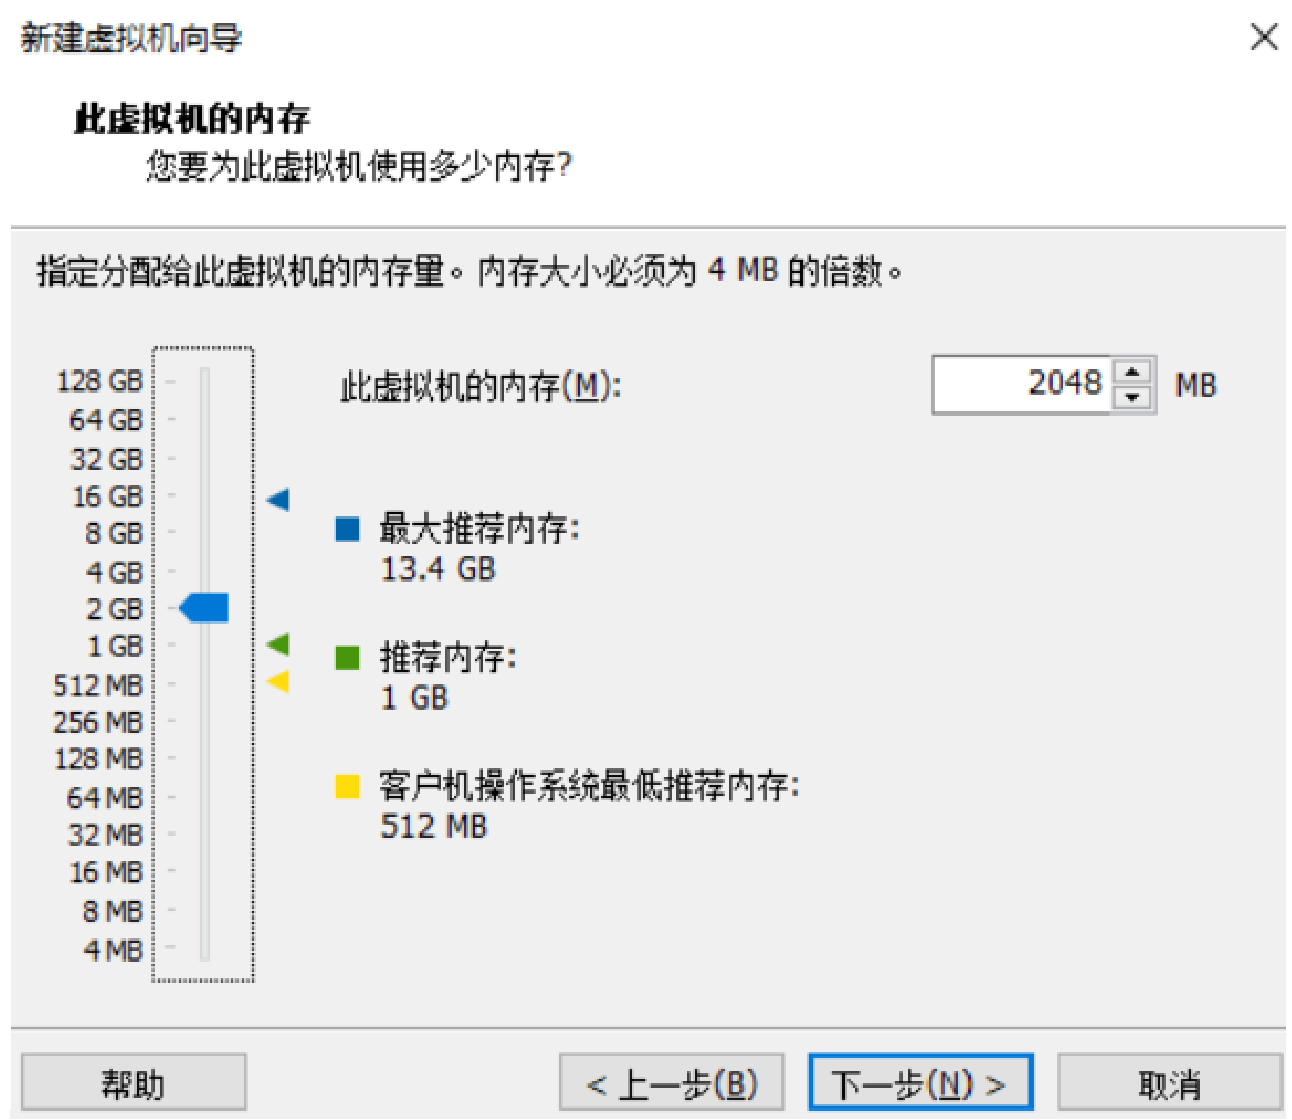 新建虚拟机向导
此虚拟机的内存
您要为此虚拟机使用多少内存?
指定分配给此虚拟机的内存量。内存大小必须为 4 MB 的倍数。
128 GB
64 GB
32 GB
16 GB
8 GB
4 GB
2 GB
1 GB
512 MB
256 MB
128 MB
64 MB
32 MB
16 MB
8 MB
4 MB
此虚拟机的内存(M):
2048 MB
最大推荐内存:
13.4 GB
推荐内存:
1 GB
客户机操作系统最低推荐内存:
512 MB
帮助
< 上一步(B)
下一步(N) >
取消